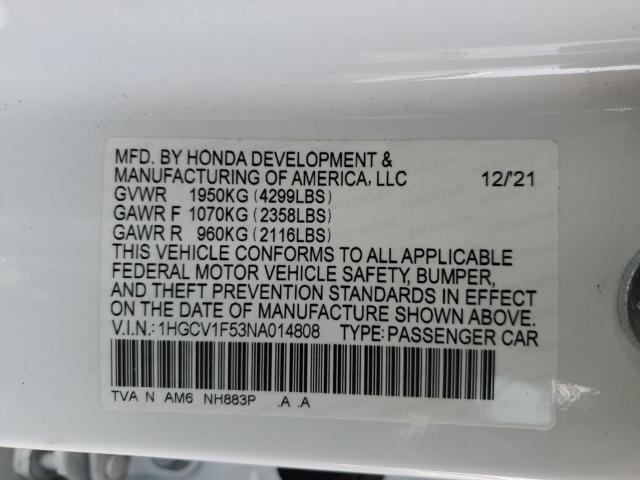 MFD. BY HONDA DEVELOPMENT &
MANUFACTURING OF AMERICA, LLC 12/'21
GVWR 1950KG (4299LBS)
GAWR F 1070KG (2358LBS)
GAWR R 960KG (2116LBS)
THIS VEHICLE CONFORMS TO ALL APPLICABLE
FEDERAL MOTOR VEHICLE SAFETY, BUMPER,
AND THEFT PREVENTION STANDARDS IN EFFECT
ON THE DATE OF MANUFACTURE SHOWN ABOVE.
V.I.N.: 1HGCV1F53NA014808 TYPE: PASSENGER CAR
TVA N AM6 NH883P .A .A